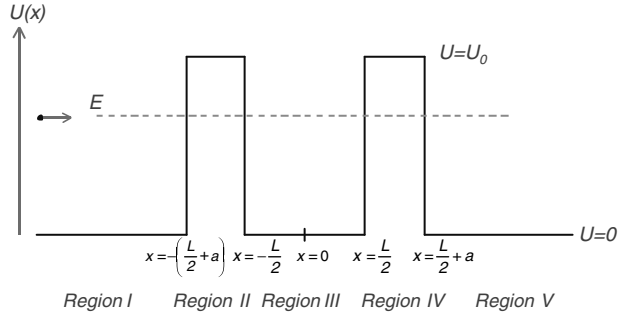 U(x)
U=U₀
E
U=0
x=-(L/2+a) x=-L/2 x=0 x=L/2 x=L/2+a
Region I Region II Region III Region IV Region V